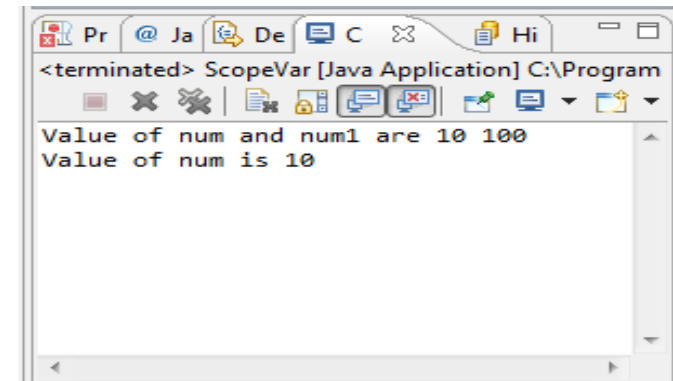 Pr @ Ja De C Hi
<terminated> ScopeVar [Java Application] C:\Program
Value of num and num1 are 10 100
Value of num is 10